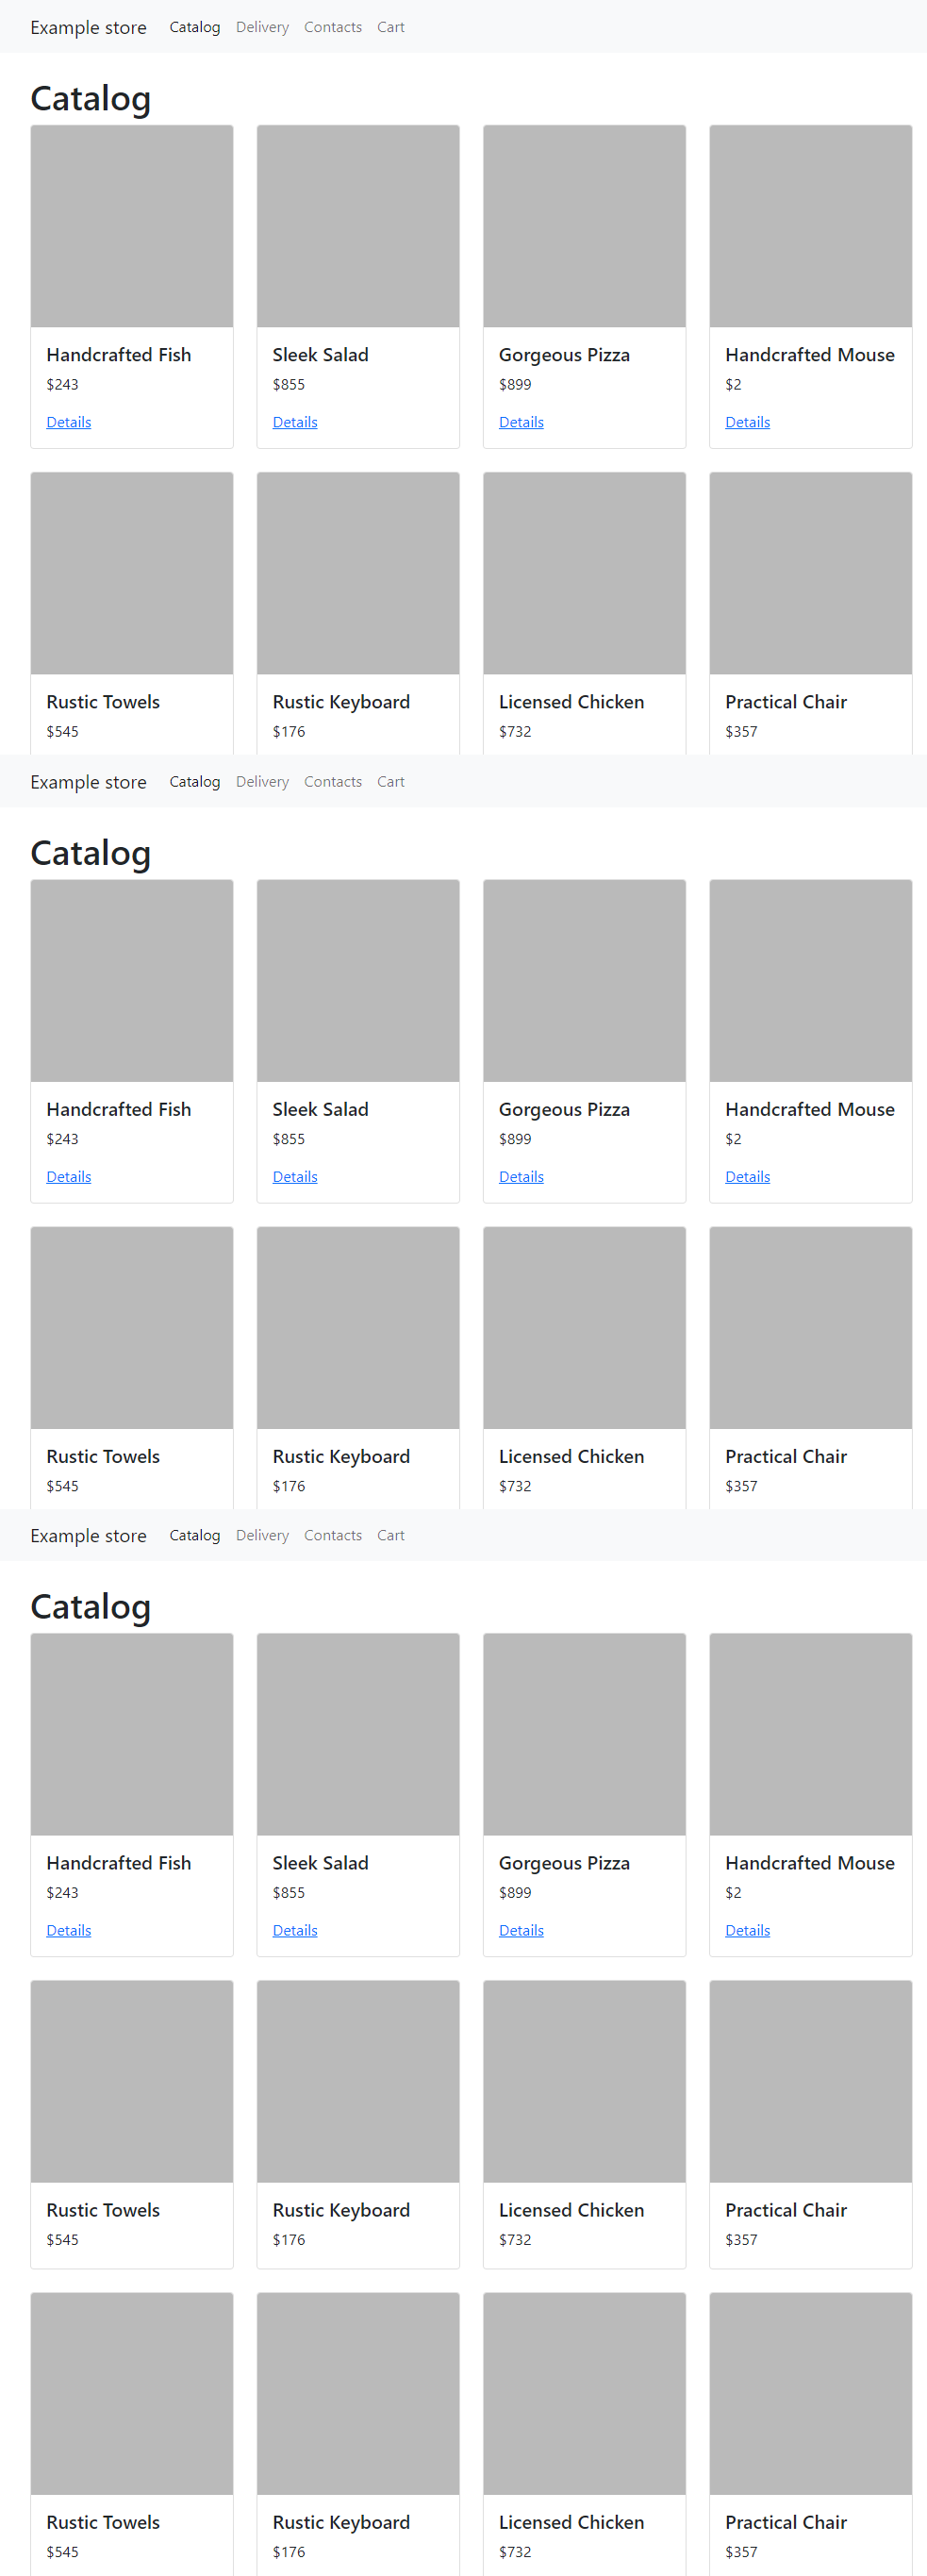 Example store Catalog Delivery Contacts Cart
Catalog
Handcrafted Fish Sleek Salad Gorgeous Pizza Handcrafted Mouse
$243 $855 $899 $2
Details Details Details Details
Rustic Towels Rustic Keyboard Licensed Chicken Practical Chair
$545 $176 $732 $357
Example store Catalog Delivery Contacts Cart
Catalog
Handcrafted Fish Sleek Salad Gorgeous Pizza Handcrafted Mouse
$243 $855 $899 $2
Details Details Details Details
Rustic Towels Rustic Keyboard Licensed Chicken Practical Chair
$545 $176 $732 $357
Example store Catalog Delivery Contacts Cart
Catalog
Handcrafted Fish Sleek Salad Gorgeous Pizza Handcrafted Mouse
$243 $855 $899 $2
Details Details Details Details
Rustic Towels Rustic Keyboard Licensed Chicken Practical Chair
$545 $176 $732 $357
Rustic Towels Rustic Keyboard Licensed Chicken Practical Chair
$545 $176 $732 $357